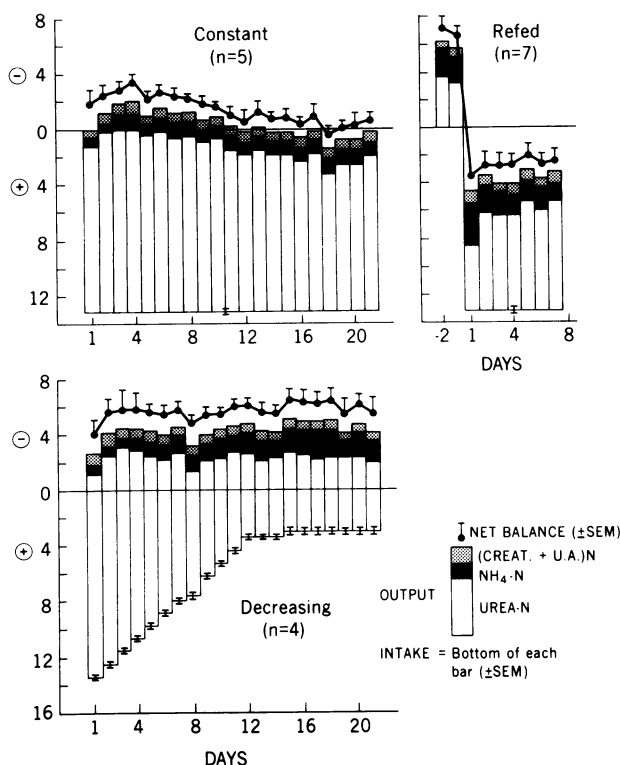 Constant
(n=5)
8
4
0
4
8
12
⊖
⊕
1
4
8
12
16
20
Refed
(n=7)
-2
1
4
8
DAYS
8
4
0
4
8
12
16
⊖
⊕
Decreasing
(n=4)
1
4
8
12
16
20
DAYS
NET BALANCE (±SEM)
(CREAT. + U.A.)N
NH₄-N
OUTPUT
UREA-N
INTAKE = Bottom of each
bar (±SEM)